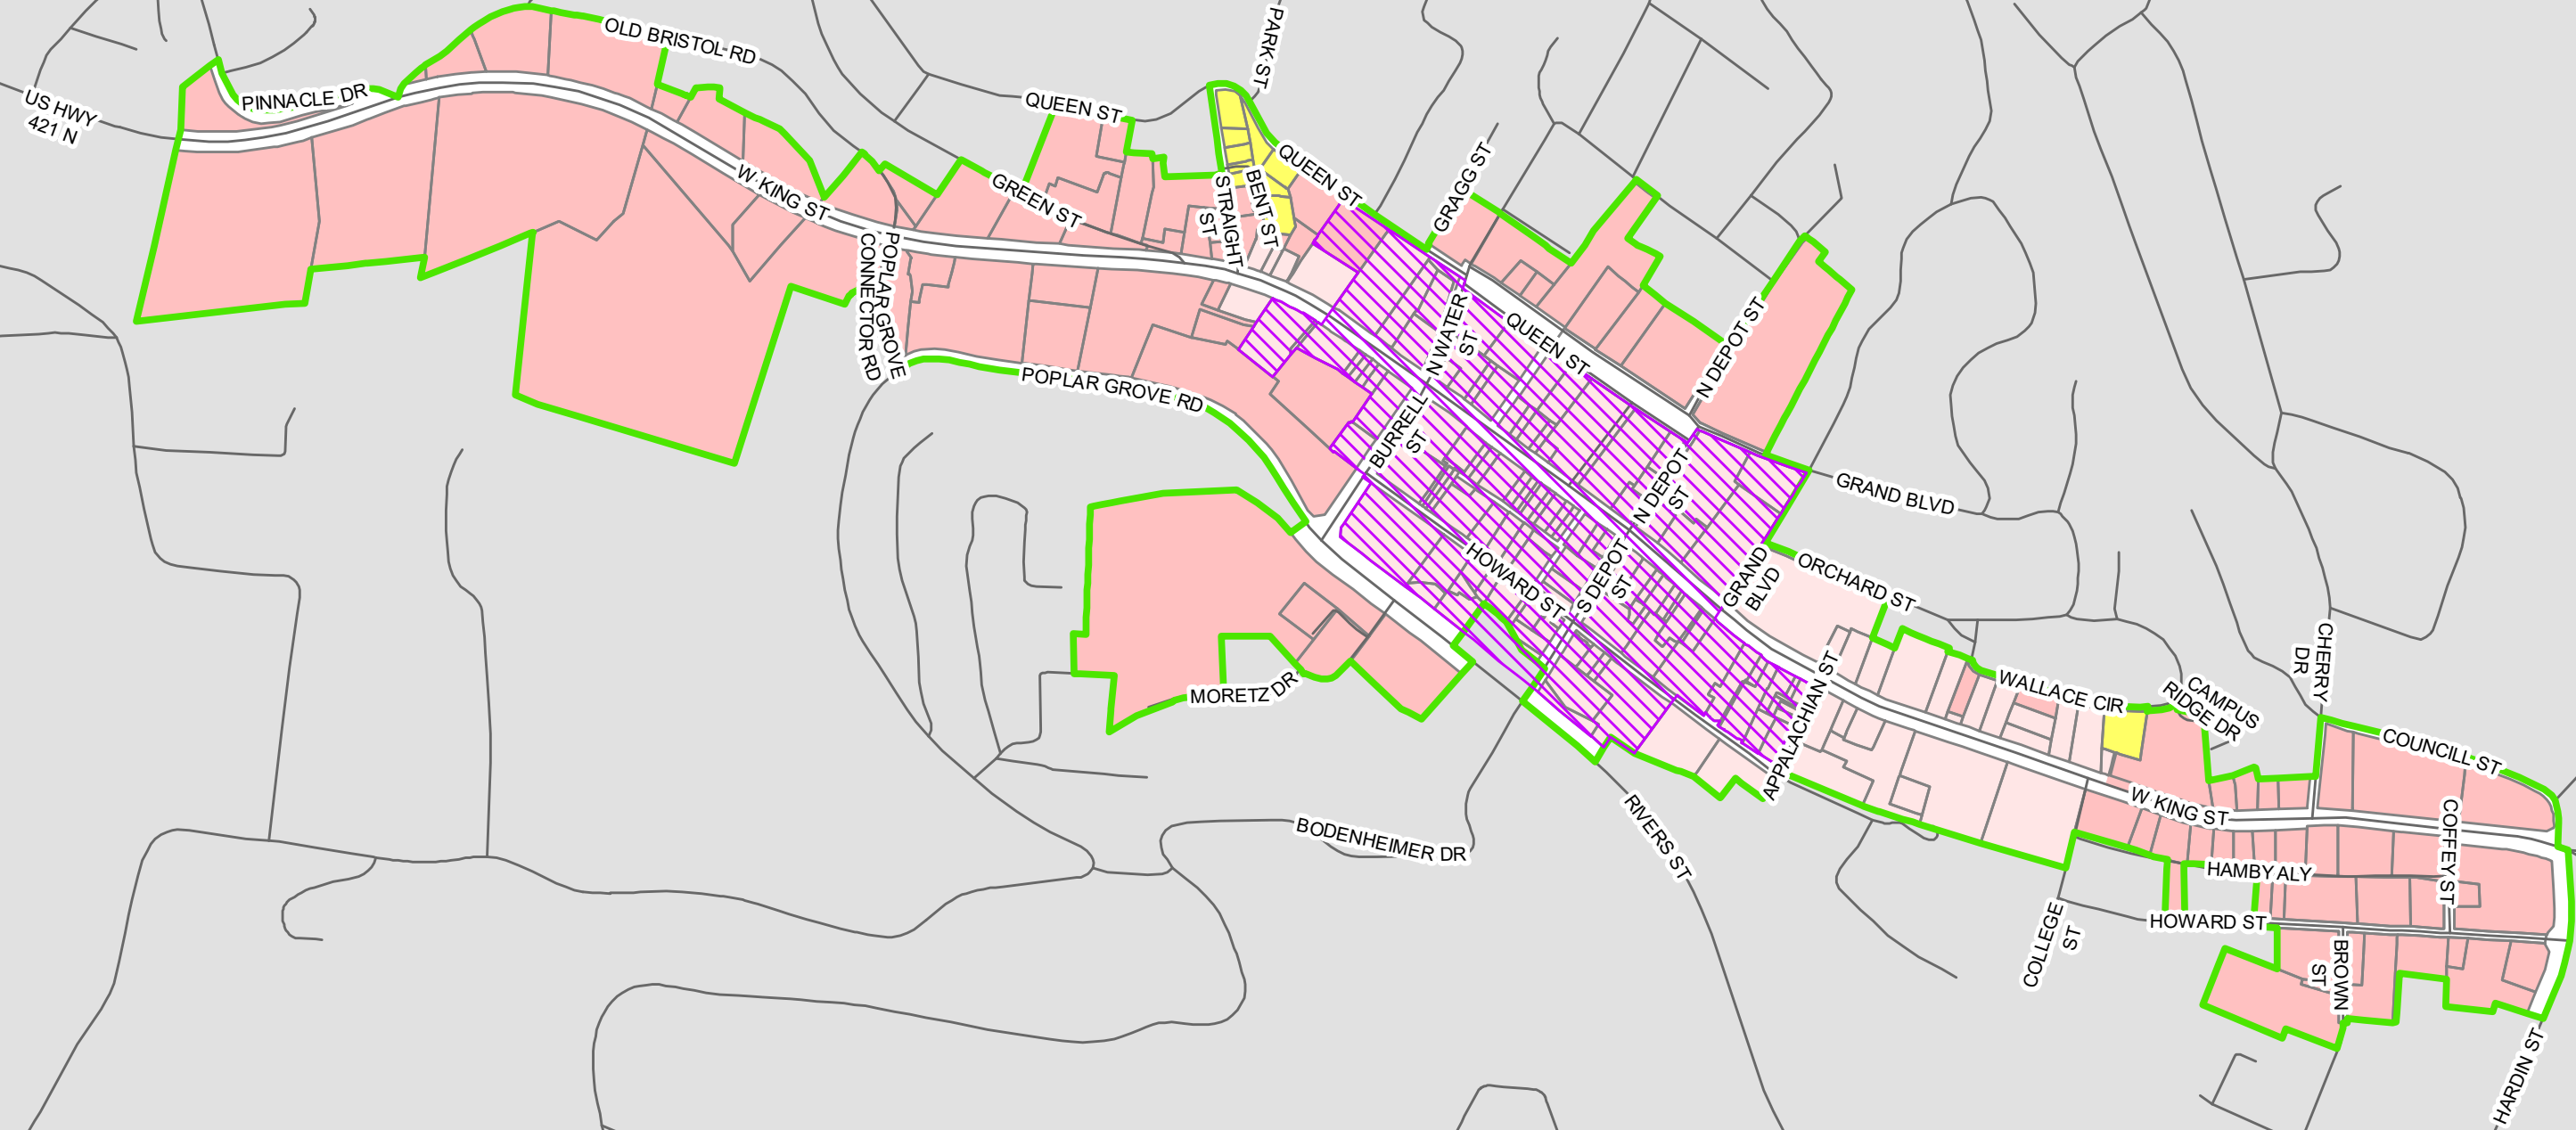 OLD BRISTOL RD
PARK ST
US HWY
421 N
PINNACLE DR
QUEEN ST
QUEEN ST
GRAGG ST
W KING ST
GREEN ST
STRAIGHT
ST
BENT ST
POPLAR GROVE
CONNECTOR RD
N WATER
ST
QUEEN ST
N DEPOT ST
POPLAR GROVE RD
BURRELL
ST
N DEPOT
ST
GRAND BLVD
HOWARD ST
S DEPOT
ST
GRAND
BLVD
ORCHARD ST
MORETZ DR
APPALACHIAN ST
WALLACE CIR
CAMPUS
RIDGE DR
CHERRY
DR
COUNCILL ST
W KING ST
COFFEY ST
BODENHEIMER DR
RIVERS ST
HAMBY ALY
HOWARD ST
COLLEGE
ST
BROWN
ST
HARDIN ST